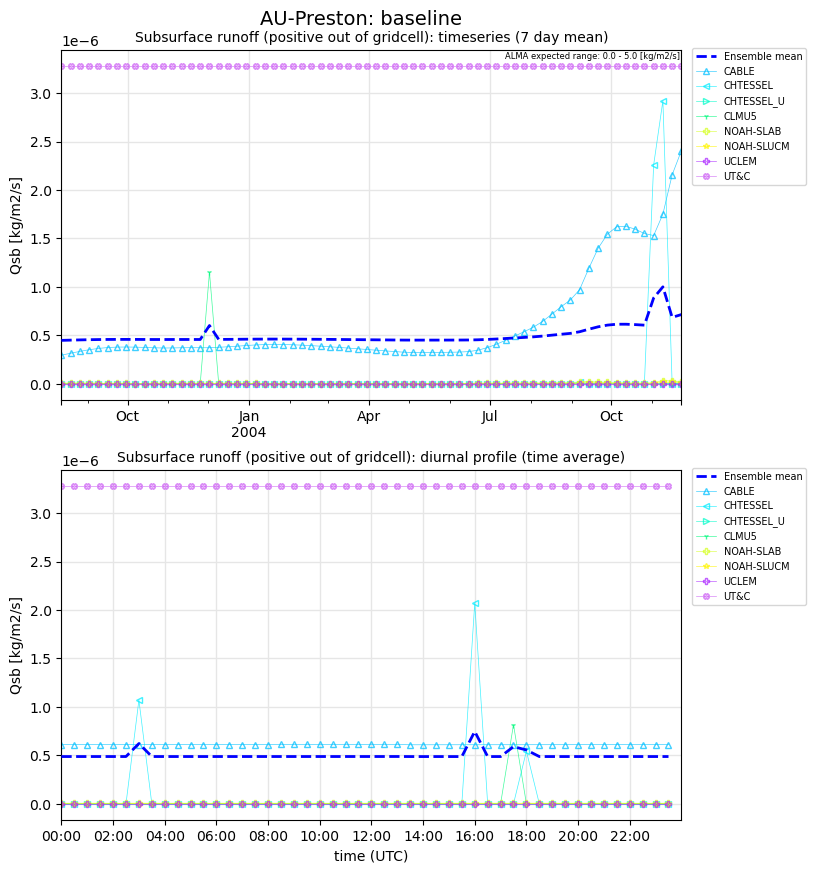 AU-Preston: baseline
Subsurface runoff (positive out of gridcell): timeseries (7 day mean)
1e−6
ALMA expected range: 0.0 - 5.0 [kg/m2/s]
3.0
2.5
2.0
1.5
1.0
0.5
0.0
Qsb [kg/m2/s]
Oct
Jan
2004
Apr
Jul
Oct
Ensemble mean
CABLE
CHTESSEL
CHTESSEL_U
CLMU5
NOAH-SLAB
NOAH-SLUCM
UCLEM
UT&C
Subsurface runoff (positive out of gridcell): diurnal profile (time average)
1e−6
3.0
2.5
2.0
1.5
1.0
0.5
0.0
Qsb [kg/m2/s]
00:00
02:00
04:00
06:00
08:00
10:00
12:00
14:00
16:00
18:00
20:00
22:00
time (UTC)
Ensemble mean
CABLE
CHTESSEL
CHTESSEL_U
CLMU5
NOAH-SLAB
NOAH-SLUCM
UCLEM
UT&C